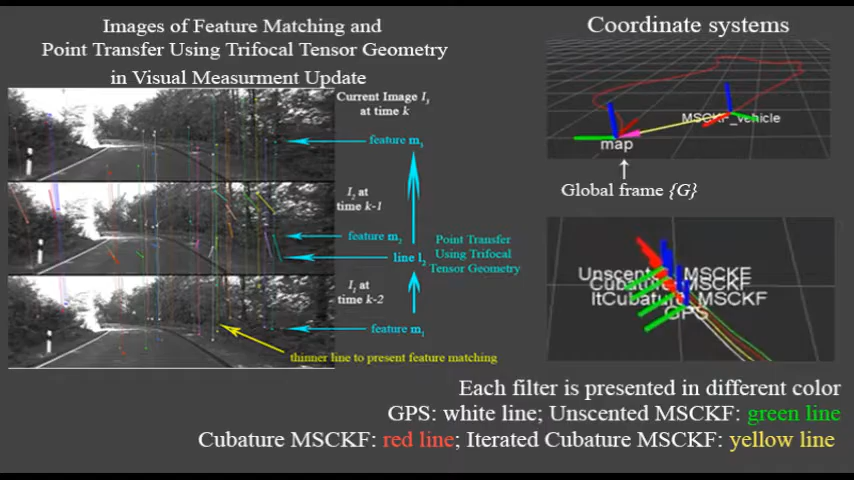 Images of Feature Matching and
Point Transfer Using Trifocal Tensor Geometry
in Visual Measurment Update
Current Image I₃
at time k
feature m₃
I₂ at
time k-1
feature m₂
line l₂
Point Transfer
Using Trifocal
Tensor Geometry
I₁ at
time k-2
feature m₁
thinner line to present feature matching
Coordinate systems
MSCKF_vehicle
map
Global frame {G}
Unscented MSCKF
Cubature MSCKF
ItCubature MSCKF
GPS
Each filter is presented in different color
GPS: white line; Unscented MSCKF: green line
Cubature MSCKF: red line; Iterated Cubature MSCKF: yellow line